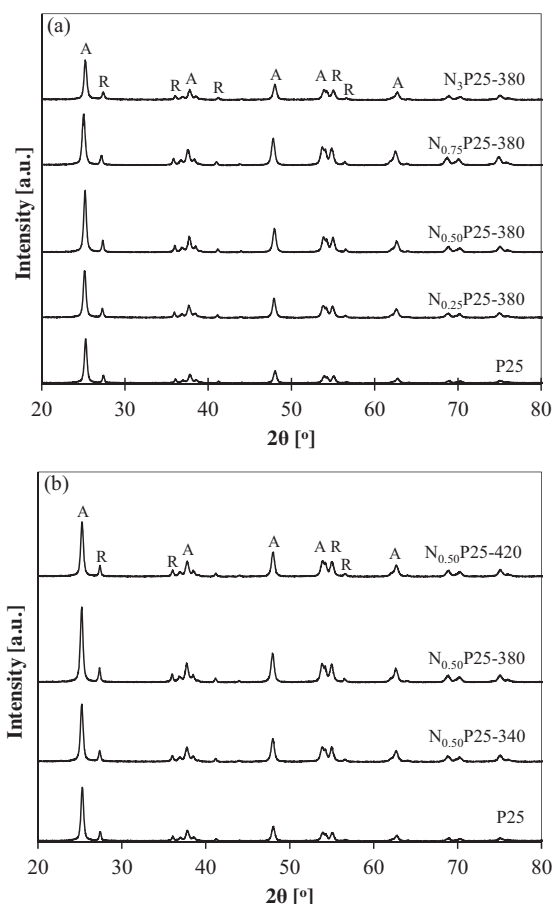 (a)
A
R
R
A
R
A
A
R
R
A
N₃P25-380
N₀.₇₅P25-380
N₀.₅₀P25-380
N₀.₂₅P25-380
P25
Intensity [a.u.]
20 30 40 50 60 70 80
2θ [°]
(b)
A
R
R
A
A
A
R
R
A
N₀.₅₀P25-420
N₀.₅₀P25-380
N₀.₅₀P25-340
P25
Intensity [a.u.]
20 30 40 50 60 70 80
2θ [°]